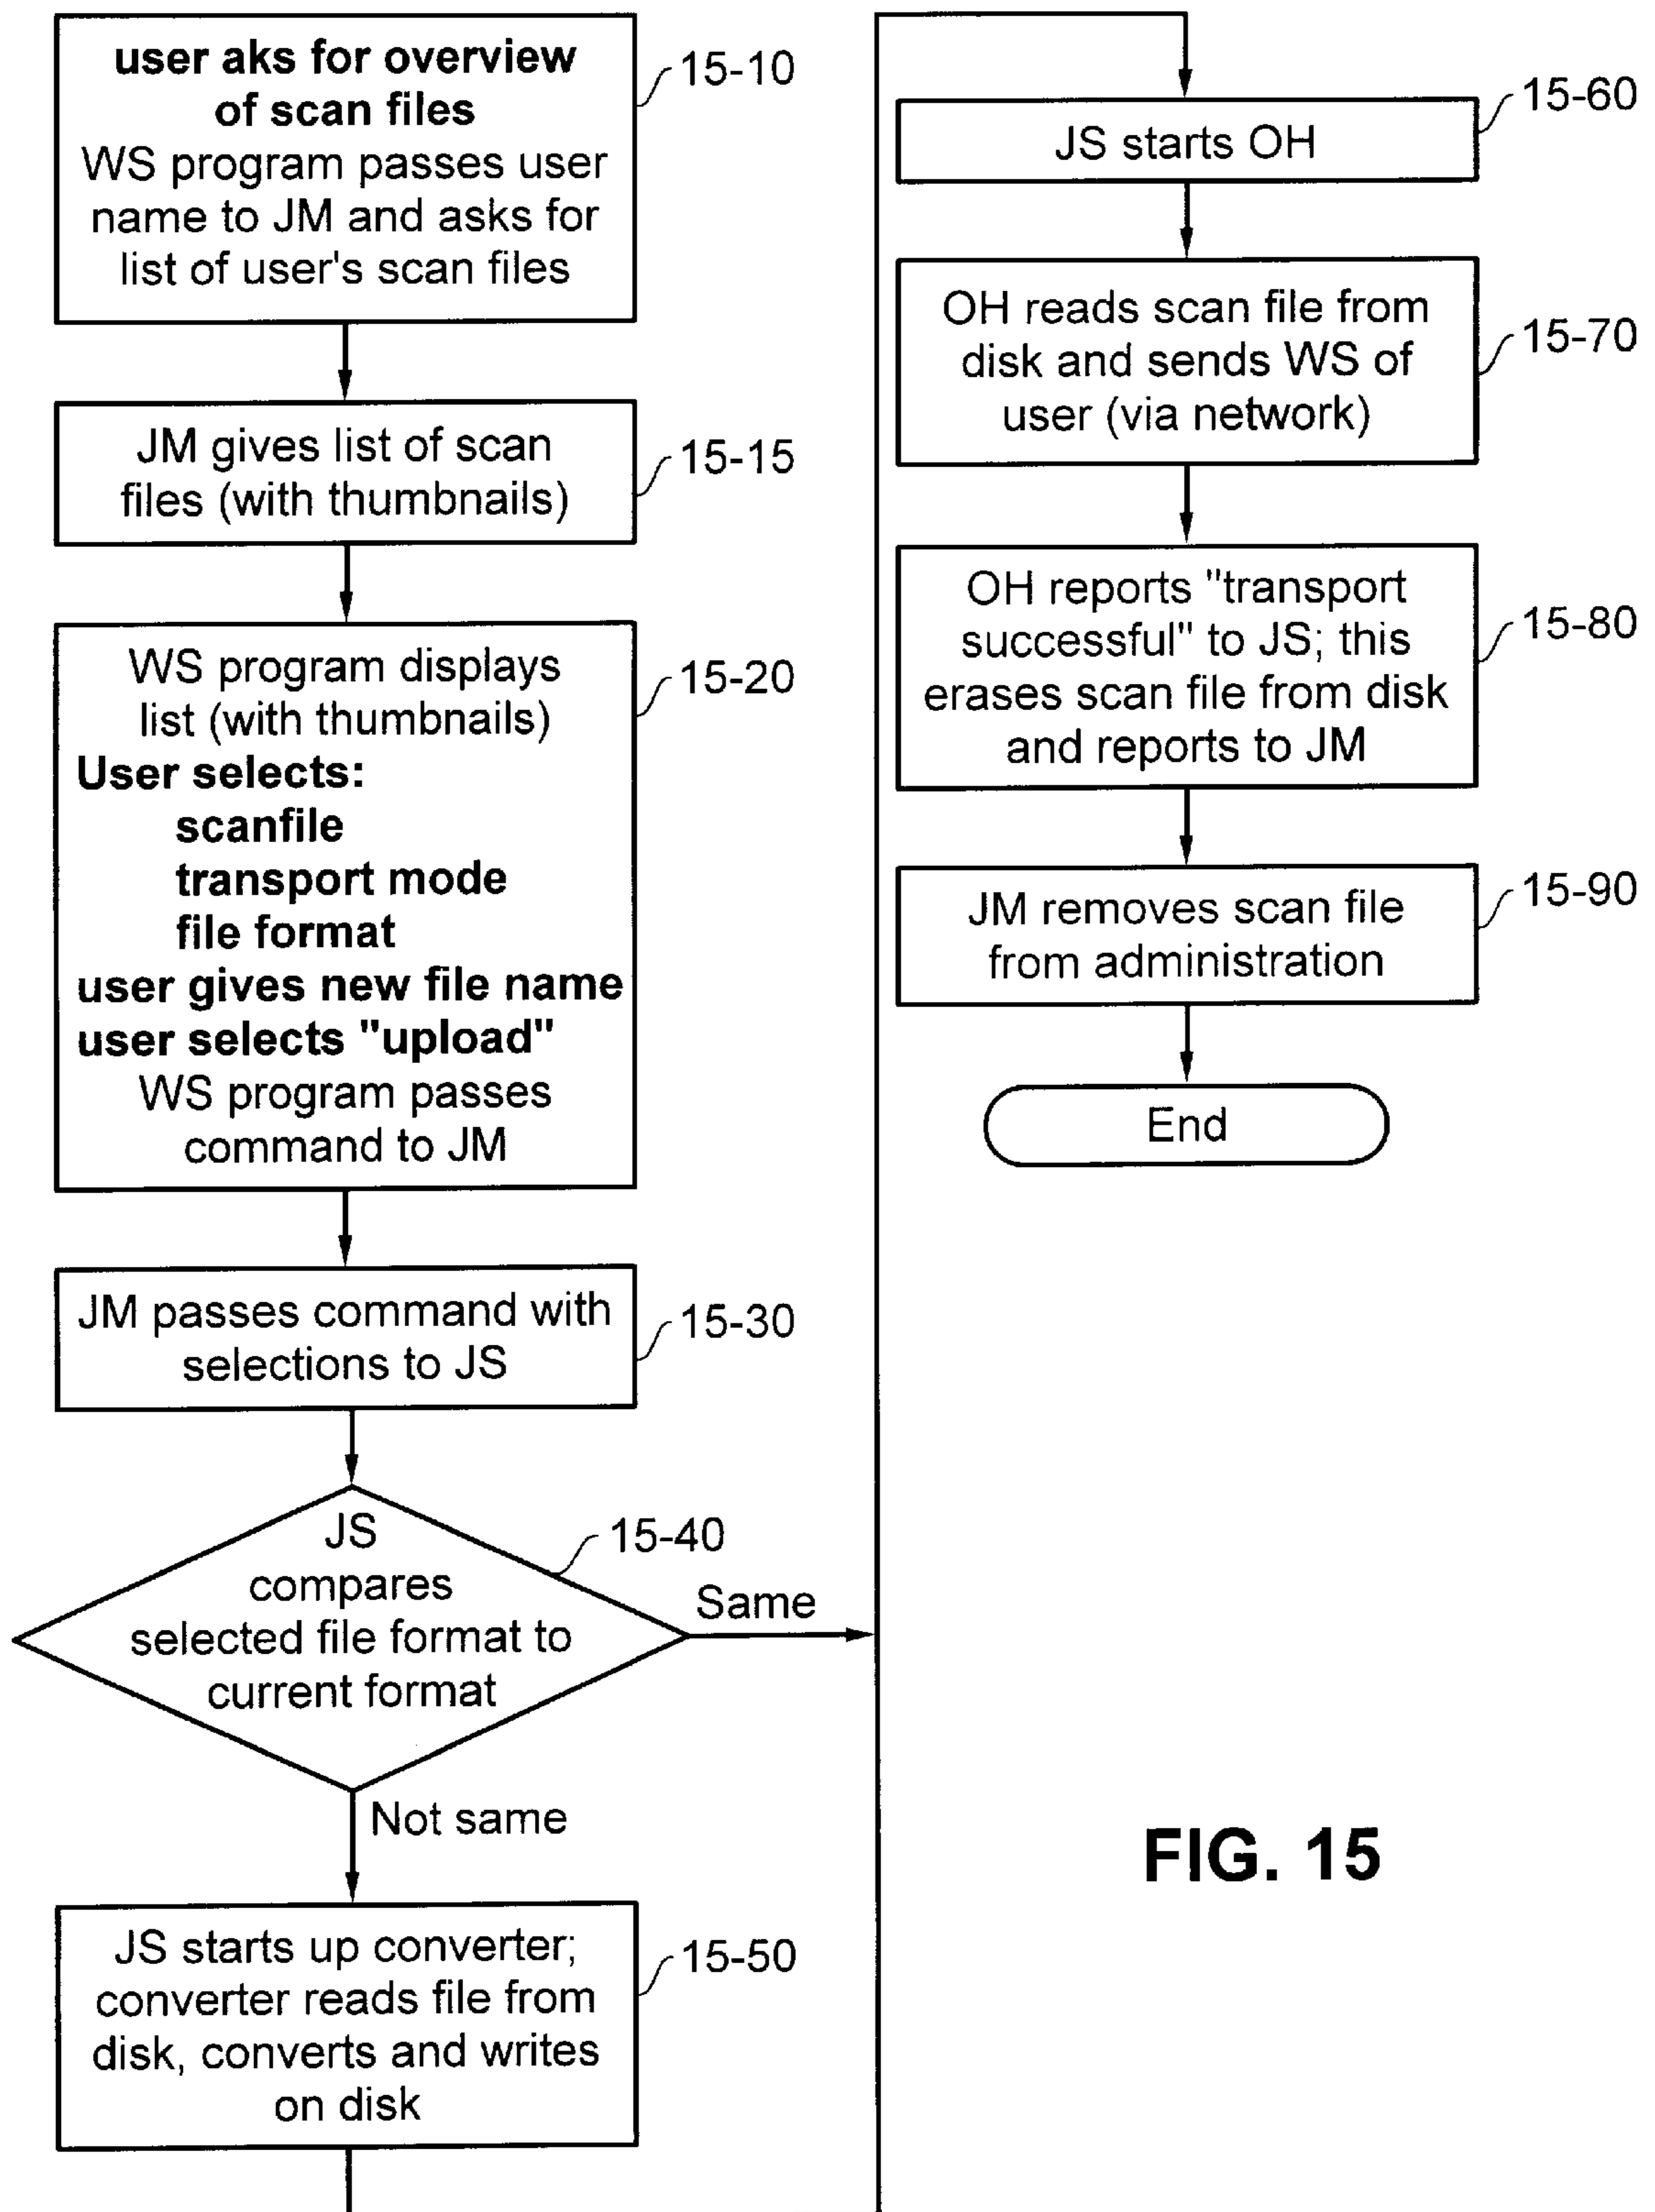 user aks for overview
of scan files
WS program passes user
name to JM and asks for
list of user's scan files
15-10
JM gives list of scan
files (with thumbnails)
15-15
WS program displays
list (with thumbnails)
User selects:
scanfile
transport mode
file format
user gives new file name
user selects "upload"
WS program passes
command to JM
15-20
JM passes command with
selections to JS
15-30
JS
compares
selected file format to
current format
15-40
Same
Not same
JS starts up converter;
converter reads file from
disk, converts and writes
on disk
15-50
JS starts OH
15-60
OH reads scan file from
disk and sends WS of
user (via network)
15-70
OH reports "transport
successful" to JS; this
erases scan file from disk
and reports to JM
15-80
JM removes scan file
from administration
15-90
End
FIG. 15